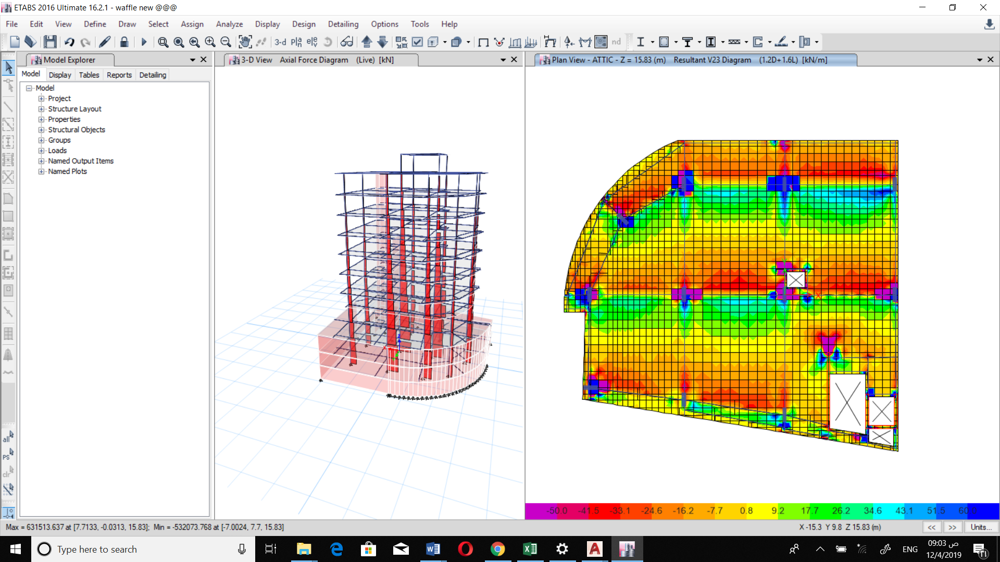 ETABS 2016 Ultimate 16.2.1 - waffle new @@@
File Edit View Define Draw Select Assign Analyze Display Design Detailing Options Tools Help
3-d nd
Model Explorer
3-D View Axial Force Diagram (Live) [kN]
Plan View - ATTIC - Z = 15.83 (m) Resultant V23 Diagram (1.2D+1.6L) [kN/m]
Model Display Tables Reports Detailing
Model
Project
Structure Layout
Properties
Structural Objects
Groups
Loads
Named Output Items
Named Plots
all
PS
clr
-50.0 -41.5 -33.1 -24.6 -16.2 -7.7 0.8 9.2 17.7 26.2 34.6 43.1 51.5 60.0
Max = 631513.637 at [7.7133, -0.0313, 15.83]; Min = -532073.768 at [-7.0024, 7.7, 15.83]
X -15.3 Y 9.8 Z 15.83 (m)
<< >> Units...
Type here to search
ENG
09:03 ص
12/4/2019
٢١